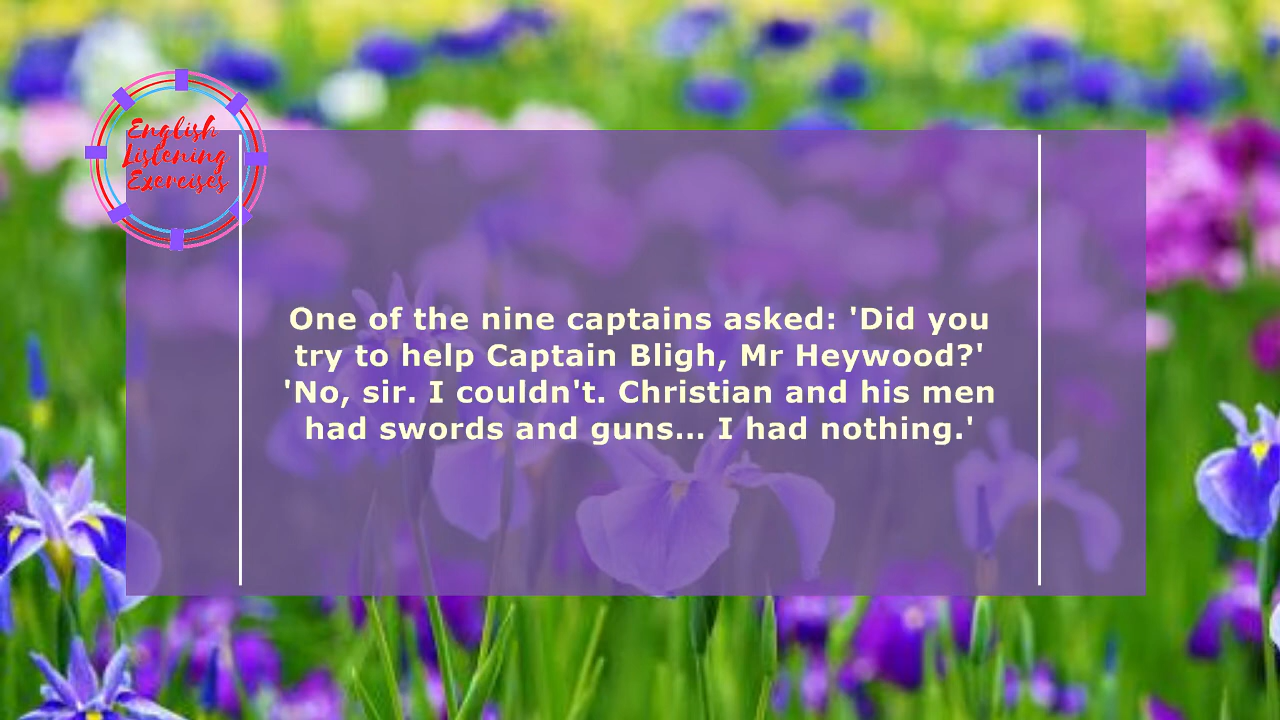 English
Listening
Exercises
One of the nine captains asked: 'Did you
try to help Captain Bligh, Mr Heywood?'
'No, sir. I couldn't. Christian and his men
had swords and guns... I had nothing.'